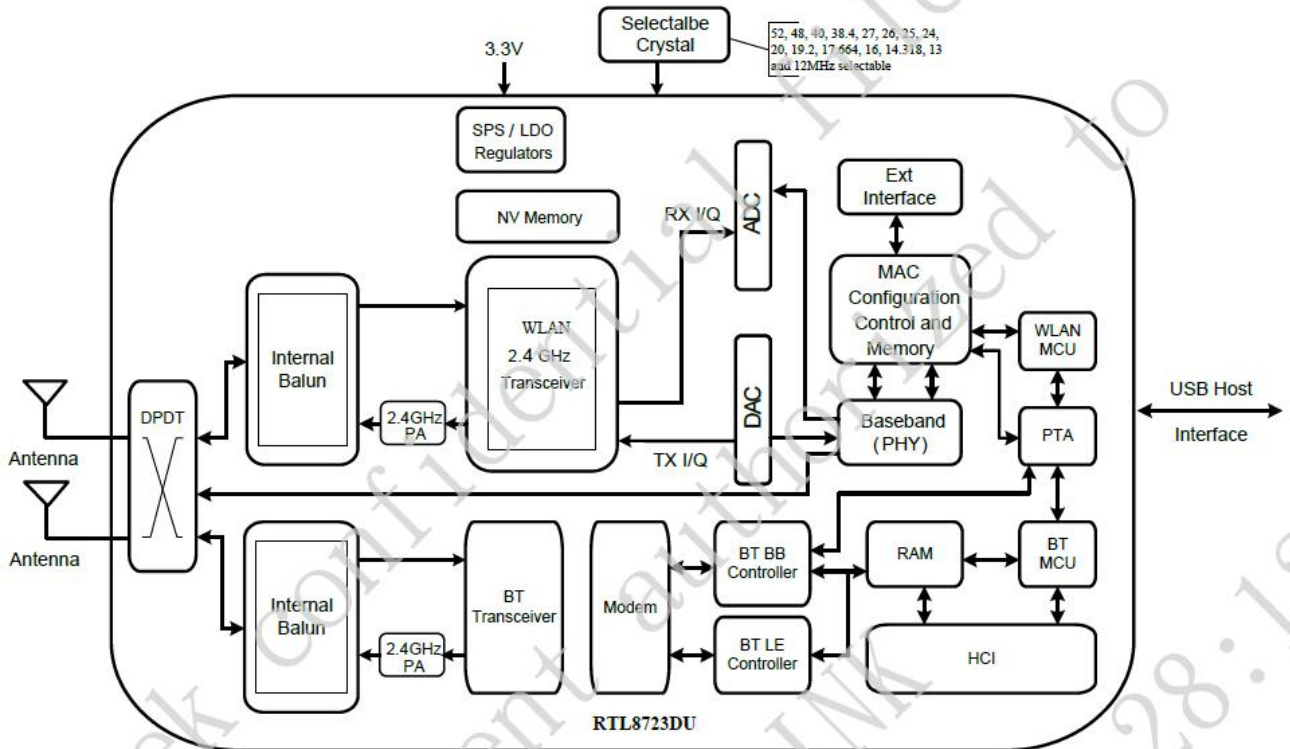 Selectalbe
Crystal
52, 48, 40, 38.4, 27, 26, 25, 24,
20, 19.2, 17.664, 16, 14.318, 13
and 12MHz selectable
3.3V
SPS / LDO
Regulators
NV Memory
RX I/Q
ADC
Ext
Interface
MAC
Configuration
Control and
Memory
WLAN
MCU
Internal
Balun
WLAN
2.4 GHz
Transceiver
2.4GHz
PA
DAC
TX I/Q
Baseband
(PHY)
PTA
USB Host
Interface
DPDT
Antenna
Antenna
Internal
Balun
2.4GHz
PA
BT
Transceiver
Modem
BT BB
Controller
BT LE
Controller
RAM
BT
MCU
HCI
RTL8723DU
confidential
authorized to